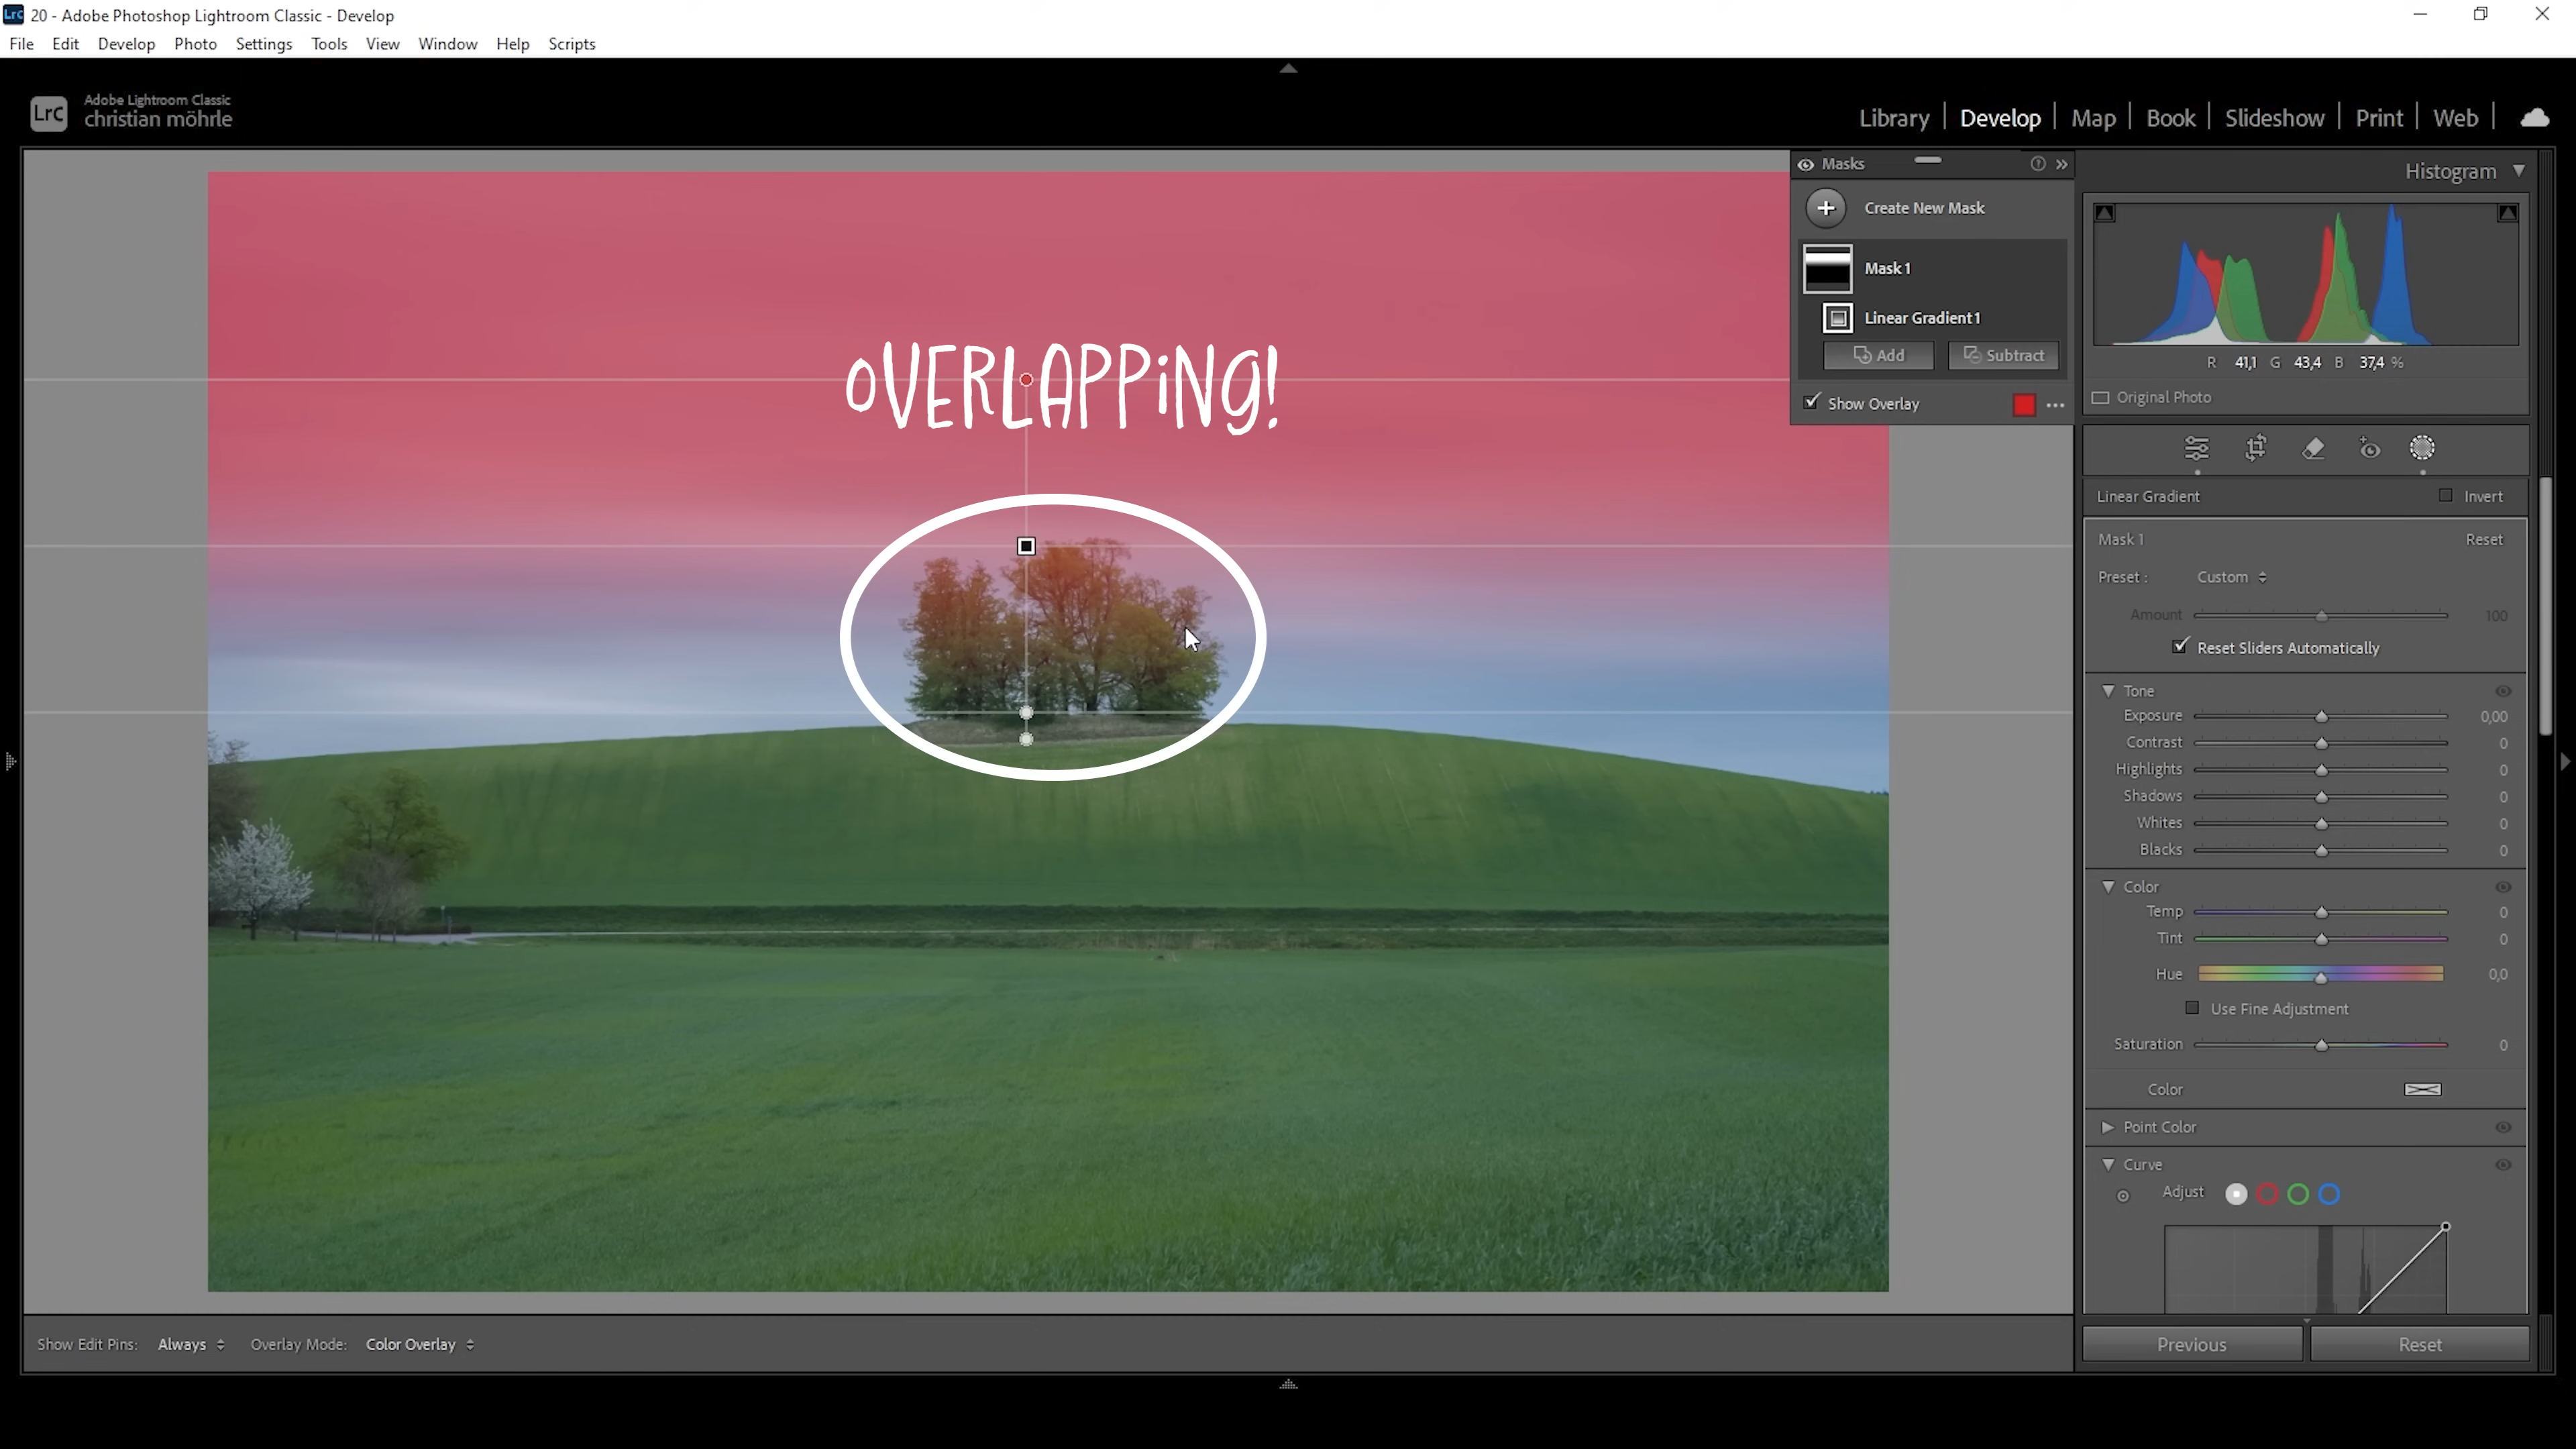 Lrc 20 - Adobe Photoshop Lightroom Classic - Develop
File Edit Develop Photo Settings Tools View Window Help Scripts
Lrc
Adobe Lightroom Classic
christian möhrle
Library Develop Map Book Slideshow Print Web
Masks
Create New Mask
Mask 1
Linear Gradient 1
Add Subtract
Show Overlay
Histogram
R 41,1 G 43,4 B 37,4 %
Original Photo
OVERLAPPING!
Linear Gradient Invert
Mask 1 Reset
Preset : Custom
Amount 100
Reset Sliders Automatically
Tone
Exposure 0,00
Contrast 0
Highlights 0
Shadows 0
Whites 0
Blacks 0
Color
Temp 0
Tint 0
Hue 0,0
Use Fine Adjustment
Saturation 0
Color
Point Color
Curve
Adjust
Show Edit Pins: Always Overlay Mode: Color Overlay
Previous Reset